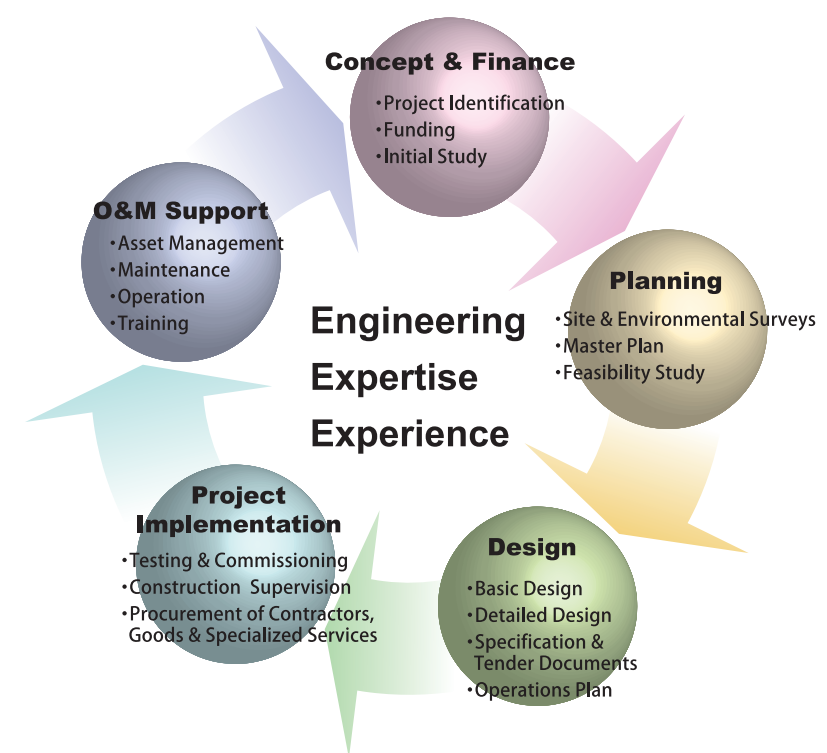 Concept & Finance
・Project Identification
・Funding
・Initial Study
Planning
・Site & Environmental Surveys
・Master Plan
・Feasibility Study
Design
・Basic Design
・Detailed Design
・Specification &
Tender Documents
・Operations Plan
Project
Implementation
・Testing & Commissioning
・Construction Supervision
・Procurement of Contractors,
Goods & Specialized Services
O&M Support
・Asset Management
・Maintenance
・Operation
・Training
Engineering
Expertise
Experience